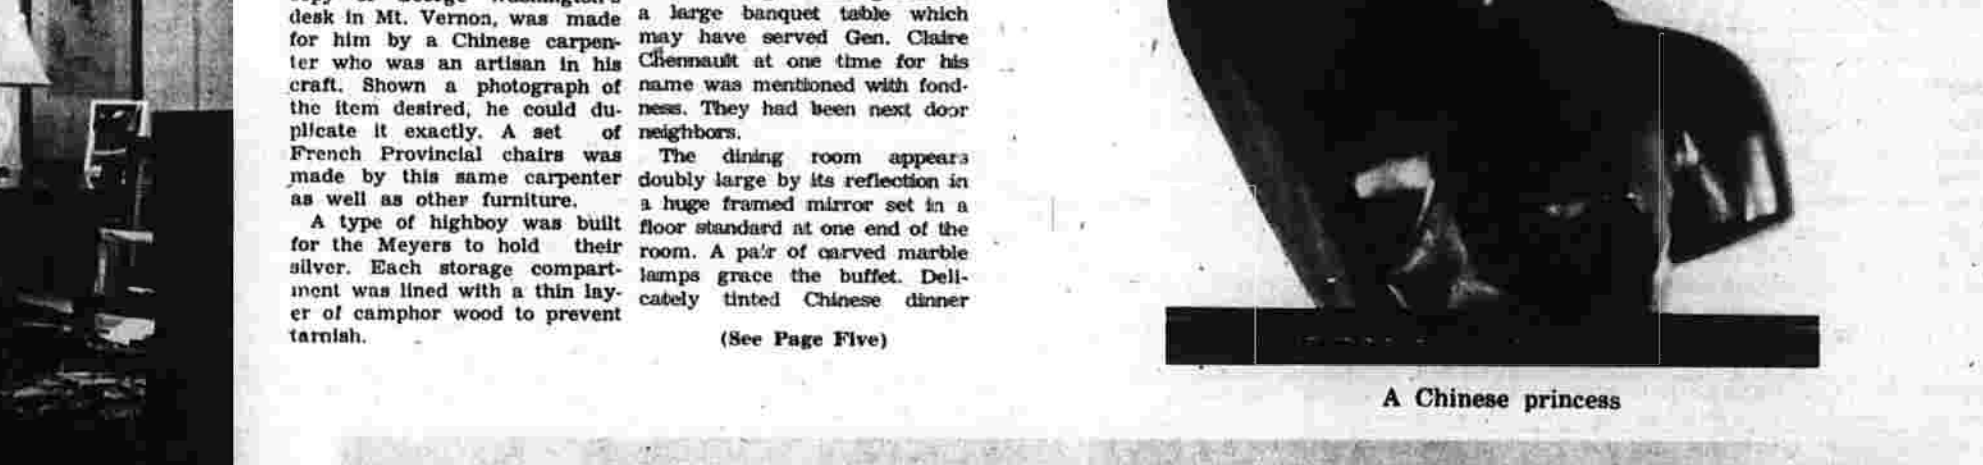 desk in Mt. Vernon, was made
for him by a Chinese carpen-
ter who was an artisan in his
craft. Shown a photograph of
the item desired, he could du-
plicate it exactly. A set of
French Provincial chairs was
made by this same carpenter
as well as other furniture.
A type of highboy was built
for the Meyers to hold their
silver. Each storage compart-
ment was lined with a thin lay-
er of camphor wood to prevent
tarnish.
a large banquet table which
may have served Gen. Claire
Chennault at one time for his
name was mentioned with fond-
ness. They had been next door
neighbors.
The dining room appears
doubly large by its reflection in
a huge framed mirror set in a
floor standard at one end of the
room. A pair of carved marble
lamps grace the buffet. Deli-
cately tinted Chinese dinner
(See Page Five)
A Chinese princess